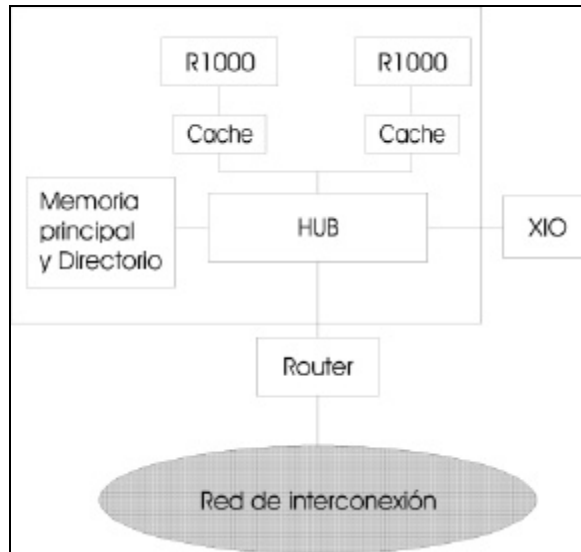 R1000
R1000
Cache
Cache
Memoria
principal
y Directorio
HUB
XIO
Router
Red de interconexión